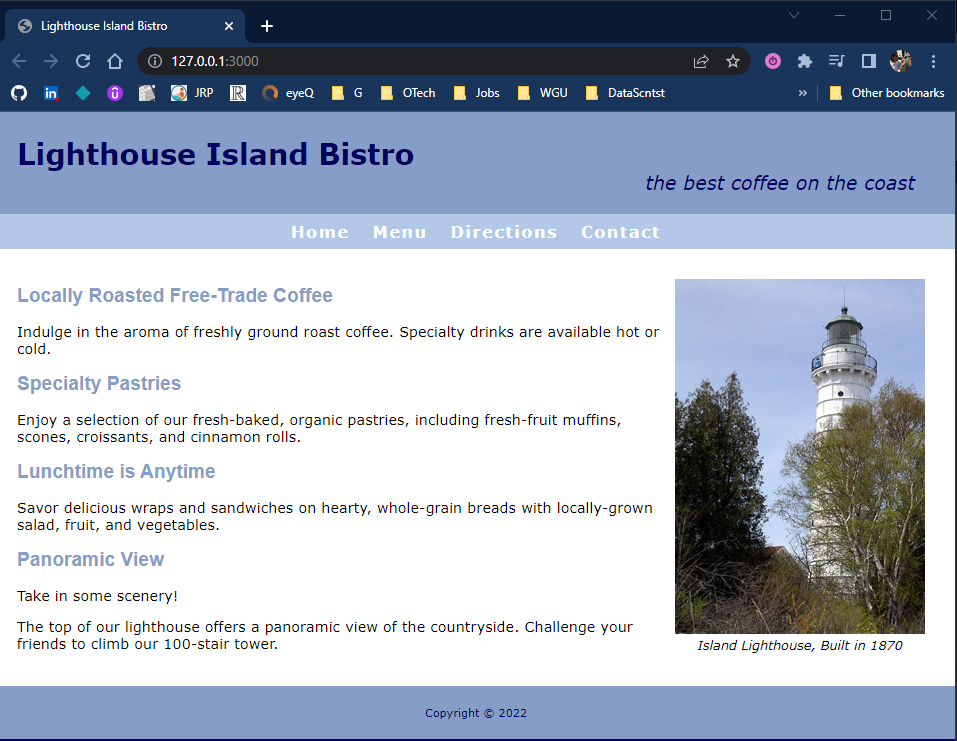 Lighthouse Island Bistro
127.0.0.1:3000
in JRP R eyeQ G OTech Jobs WGU DataScntst » Other bookmarks
Lighthouse Island Bistro
the best coffee on the coast
Home Menu Directions Contact
Locally Roasted Free-Trade Coffee
Indulge in the aroma of freshly ground roast coffee. Specialty drinks are available hot or
cold.
Specialty Pastries
Enjoy a selection of our fresh-baked, organic pastries, including fresh-fruit muffins,
scones, croissants, and cinnamon rolls.
Lunchtime is Anytime
Savor delicious wraps and sandwiches on hearty, whole-grain breads with locally-grown
salad, fruit, and vegetables.
Panoramic View
Take in some scenery!
The top of our lighthouse offers a panoramic view of the countryside. Challenge your
friends to climb our 100-stair tower.
Island Lighthouse, Built in 1870
Copyright © 2022